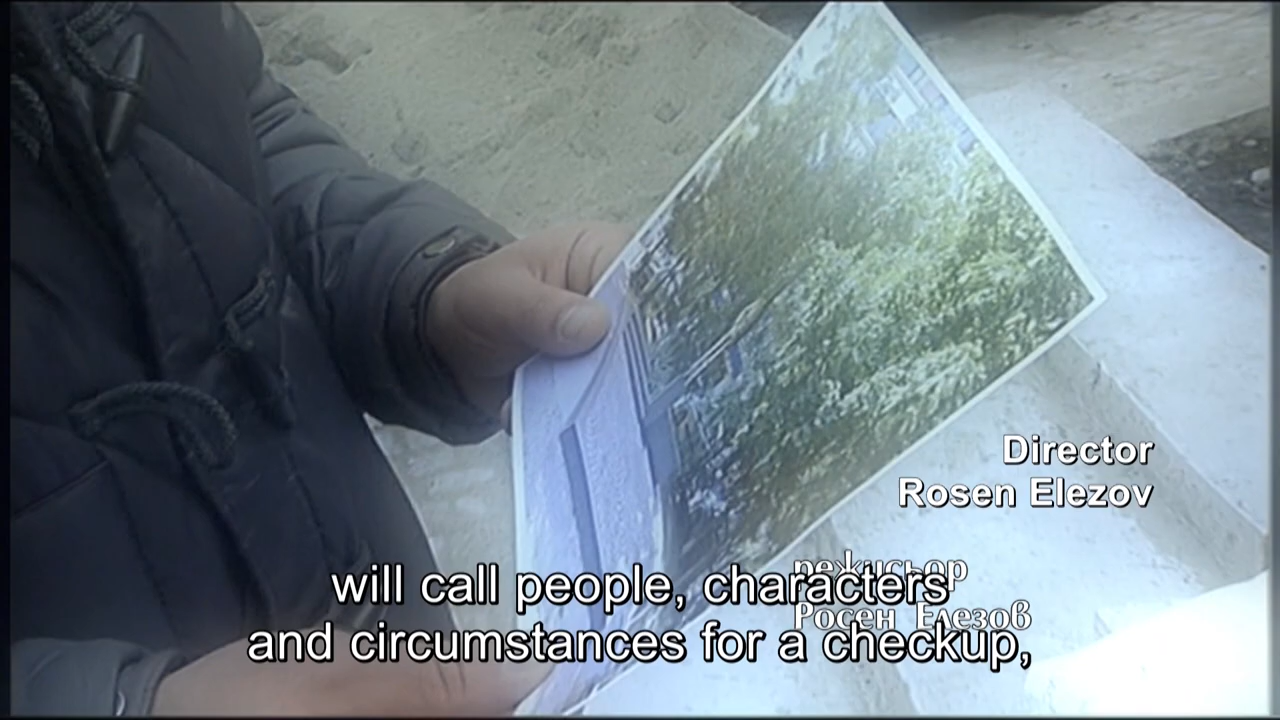 Director
Rosen Elezov
режисьор
Росен Елезов
will call people, characters
and circumstances for a checkup,